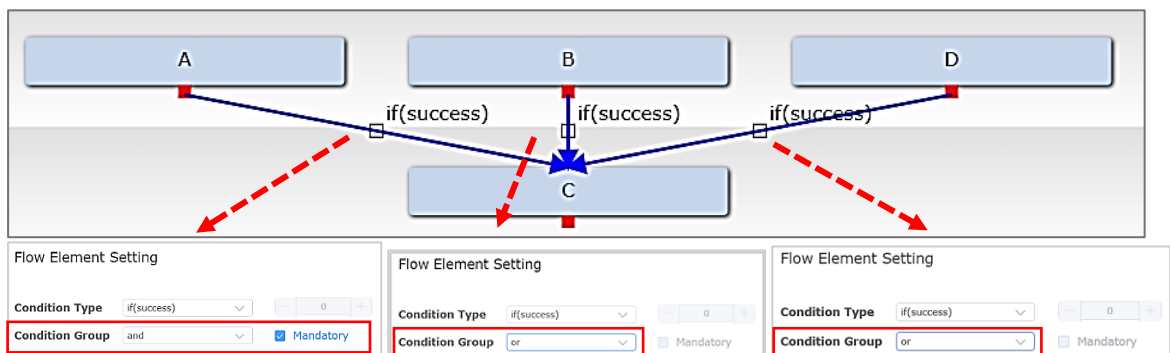 A
B
D
if(success)
if(success)
if(success)
C
Flow Element Setting
Condition Type if(success) - 0 +
Condition Group and Mandatory
Flow Element Setting
Condition Type if(success) - 0 +
Condition Group or Mandatory
Flow Element Setting
Condition Type if(success) - 0 +
Condition Group or Mandatory